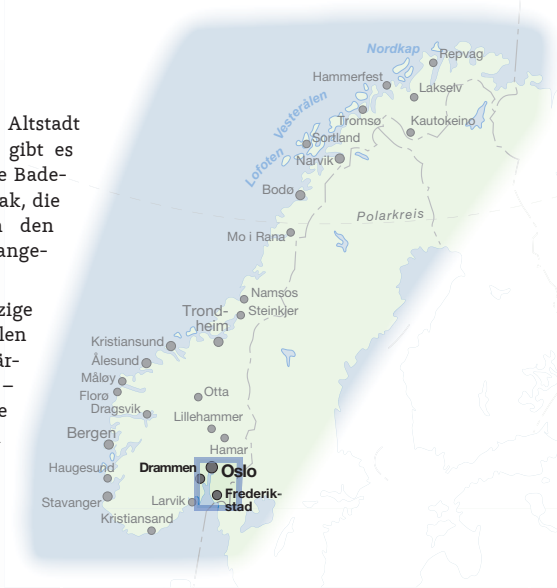 Altstadt
gibt es
e Bade-
ak, die
den
ange-
zige
len
är-
–
e
Nordkap
Repvag
Hammerfest
Lakselv
Vesterålen
Tromsø
Kautokeino
Sortland
Lofoten
Narvik
Bodø
Polarkreis
Mo i Rana
Namsos
Steinkjer
Trond-
heim
Kristiansund
Ålesund
Måløy
Florø
Otta
Dragsvik
Lillehammer
Bergen
Hamar
Drammen
Oslo
Haugesund
Frederik-
stad
Stavanger
Larvik
Kristiansand